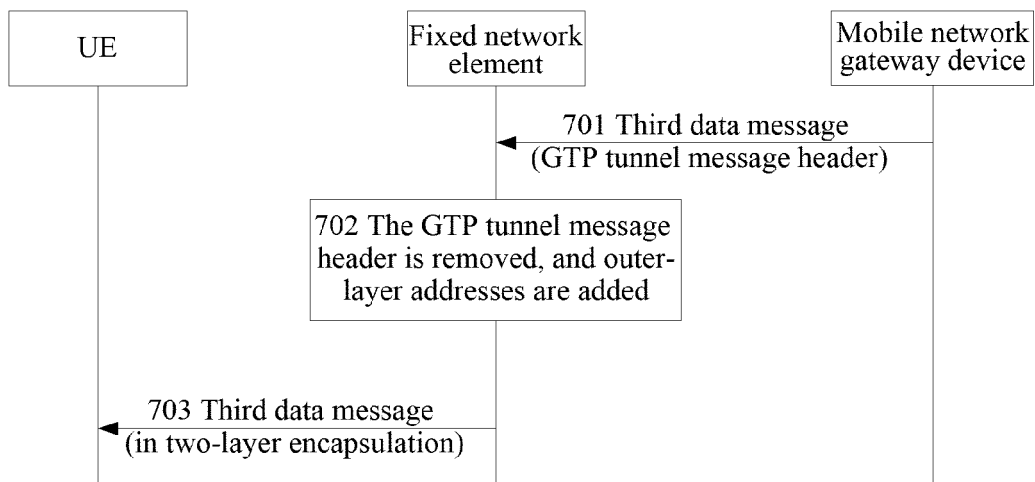 UE
Fixed network
element
Mobile network
gateway device
701 Third data message
(GTP tunnel message header)
702 The GTP tunnel message
header is removed, and outer-
layer addresses are added
703 Third data message
(in two-layer encapsulation)